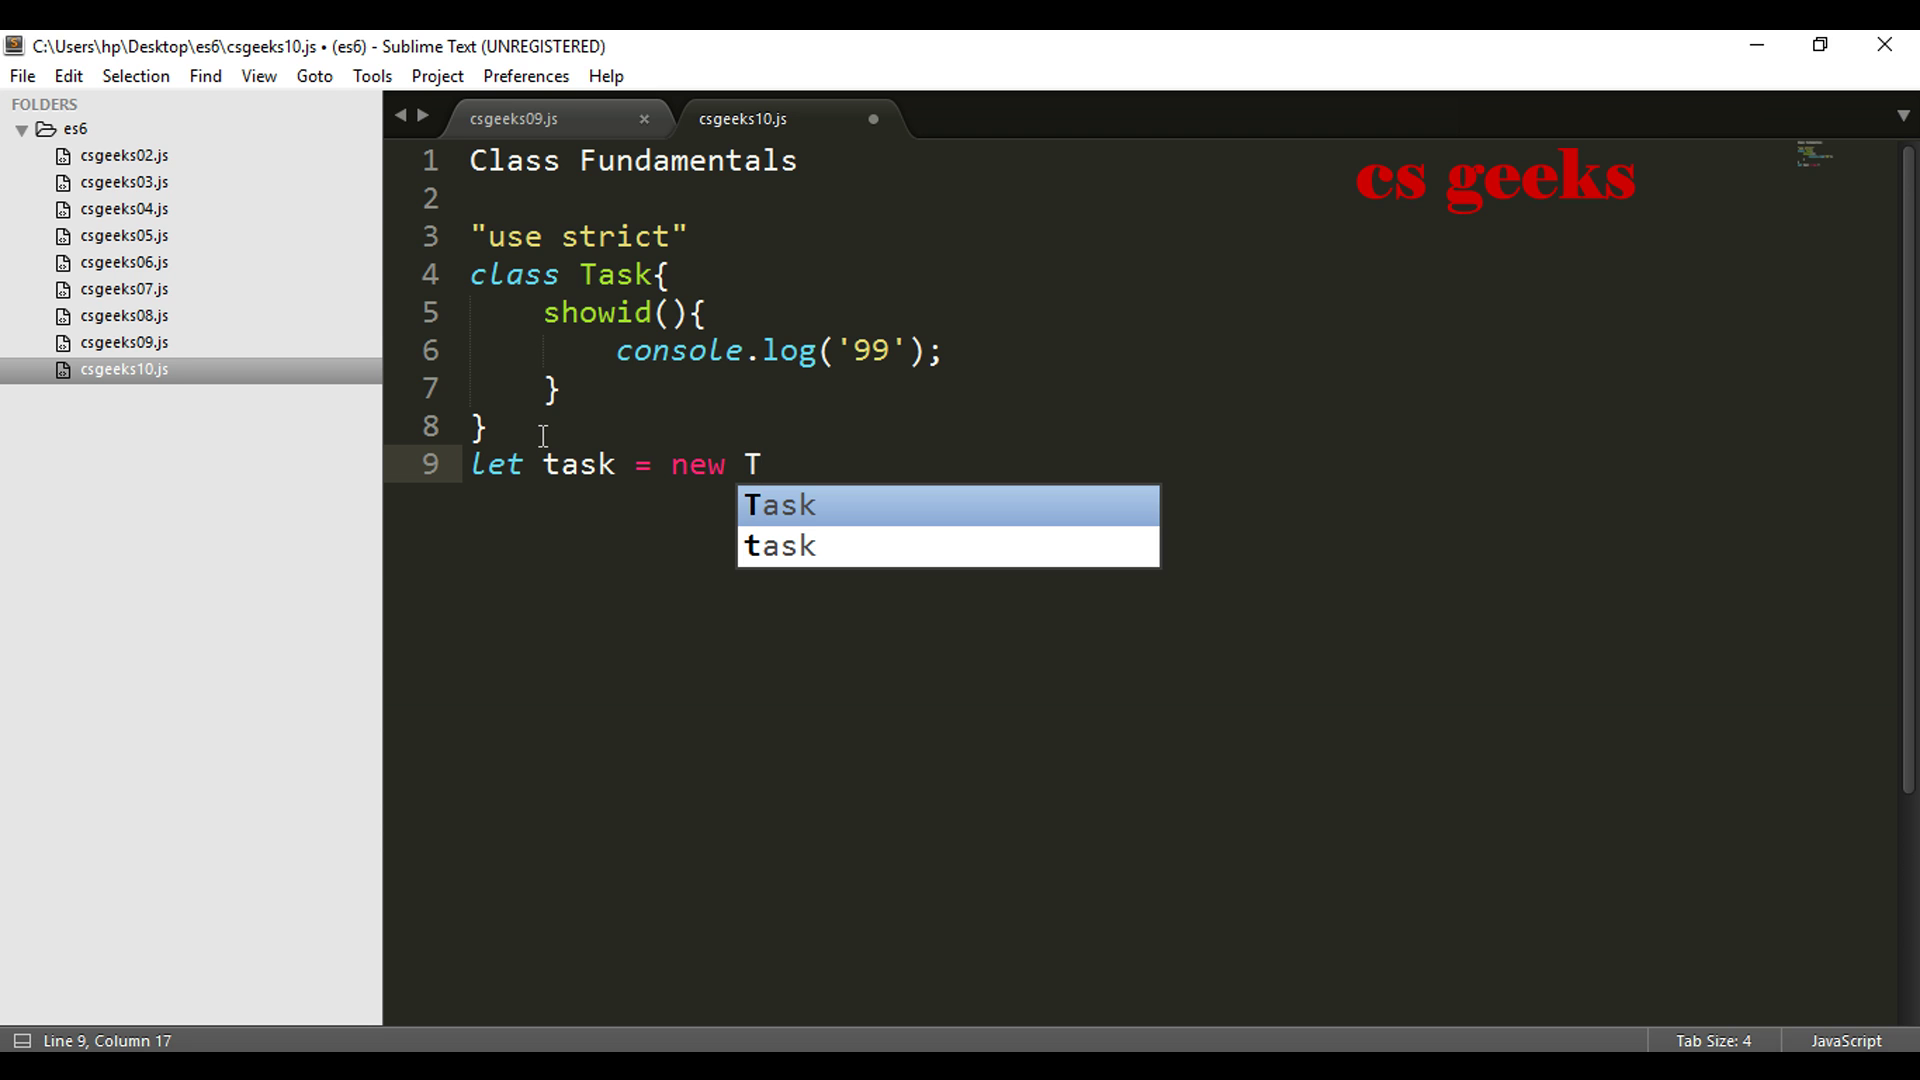 C:\Users\hp\Desktop\es6\csgeeks10.js • (es6) - Sublime Text (UNREGISTERED)
File Edit Selection Find View Goto Tools Project Preferences Help
FOLDERS
es6
csgeeks02.js
csgeeks03.js
csgeeks04.js
csgeeks05.js
csgeeks06.js
csgeeks07.js
csgeeks08.js
csgeeks09.js
csgeeks10.js
csgeeks09.js × csgeeks10.js
cs geeks
1 Class Fundamentals
2
3 "use strict"
4 class Task{
5     showid(){
6         console.log('99');
7     }
8 }
9 let task = new T
Task
task
Line 9, Column 17 Tab Size: 4 JavaScript